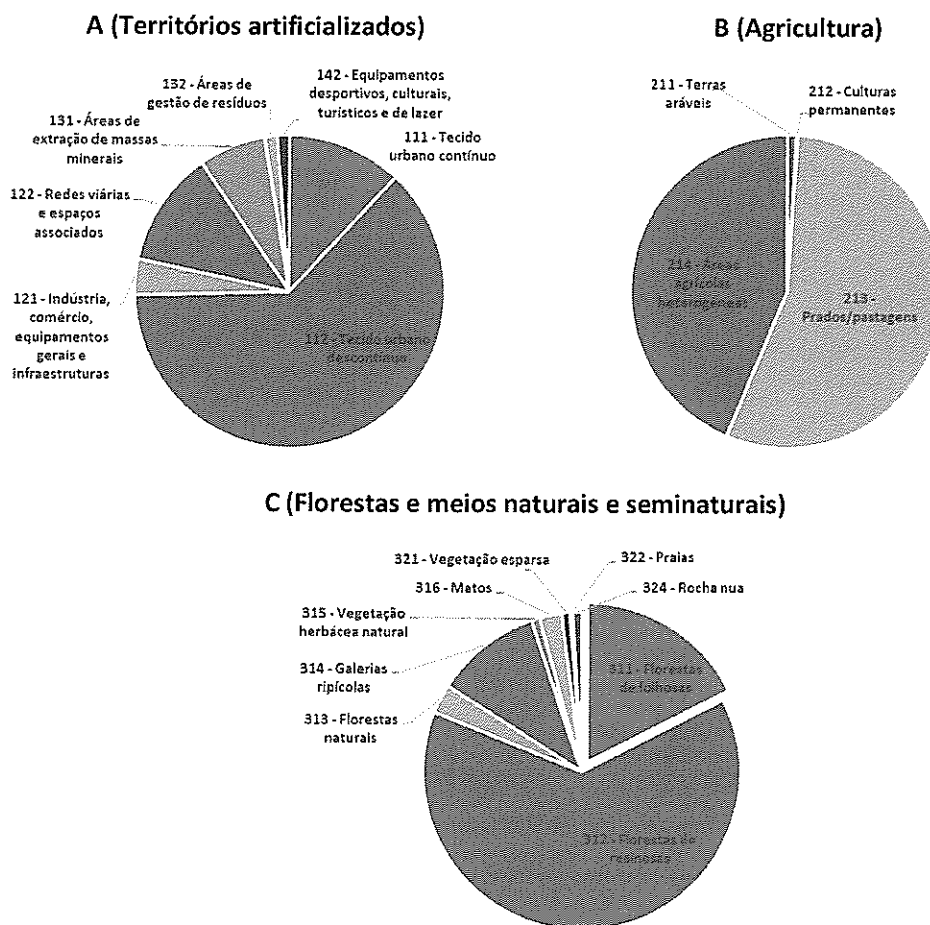 A (Territórios artificializados)
132 - Áreas de
gestão de resíduos
142 - Equipamentos
desportivos, culturais,
turísticos e de lazer
131 - Áreas de
extração de massas
minerais
111 - Tecido
urbano contínuo
122 - Redes viárias
e espaços
associados
121 - Indústria,
comércio,
equipamentos
gerais e
infraestruturas
112 - Tecido urbano
descontínuo
B (Agricultura)
211 - Terras
aráveis
212 - Culturas
permanentes
214 - Áreas
agrícolas
heterogéneas
213 -
Prados/pastagens
C (Florestas e meios naturais e seminaturais)
321 - Vegetação esparsa
322 - Praias
316 - Matos
324 - Rocha nua
315 - Vegetação
herbácea natural
311 - Florestas
de folhosas
314 - Galerias
ripícolas
313 - Florestas
naturais
312 - Florestas de
resinosas